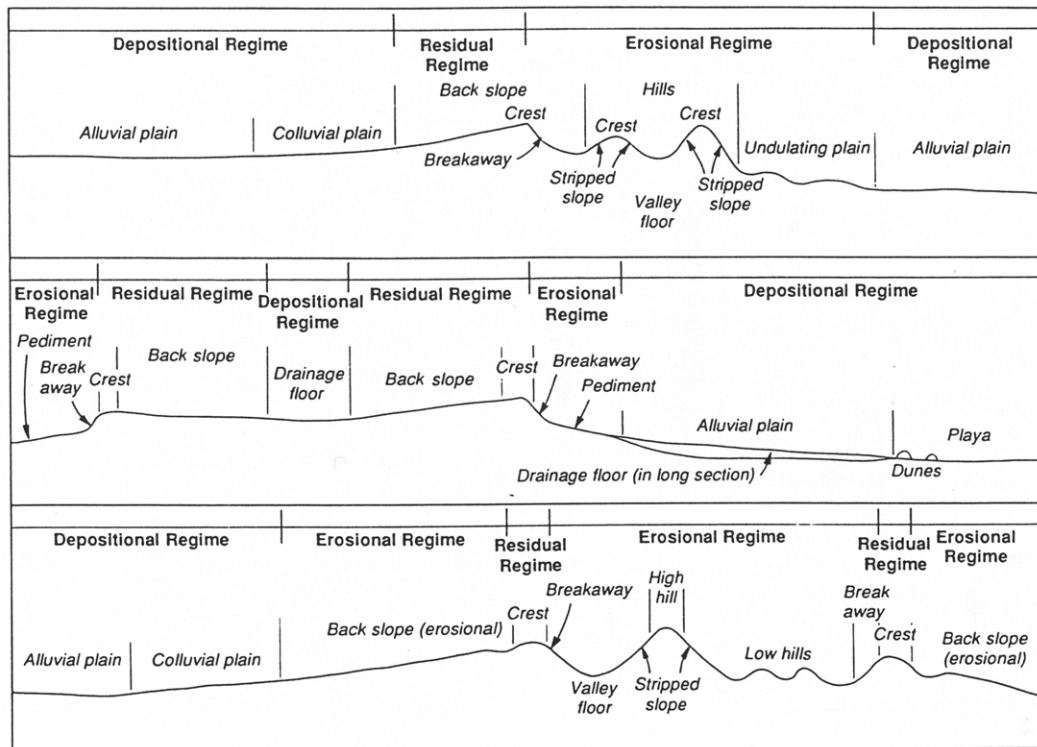 Depositional Regime
Residual
Regime
Erosional Regime
Depositional
Regime
Back slope
Hills
Crest
Crest
Crest
Alluvial plain
Colluvial plain
Breakaway
Undulating plain
Alluvial plain
Stripped
slope
Valley
floor
Stripped
slope
Erosional
Regime
Residual Regime
Depositional
Regime
Residual Regime
Erosional
Regime
Depositional Regime
Pediment
Break
away
Crest
Back slope
Drainage
floor
Back slope
Crest
Breakaway
Pediment
Alluvial plain
Playa
Drainage floor (in long section)
Dunes
Depositional Regime
Erosional Regime
Residual
Regime
Erosional Regime
Residual
Regime
Erosional
Regime
Breakaway
High
hill
Break
away
Crest
Back slope (erosional)
Crest
Back slope
(erosional)
Alluvial plain
Colluvial plain
Low hills
Valley
floor
Stripped
slope